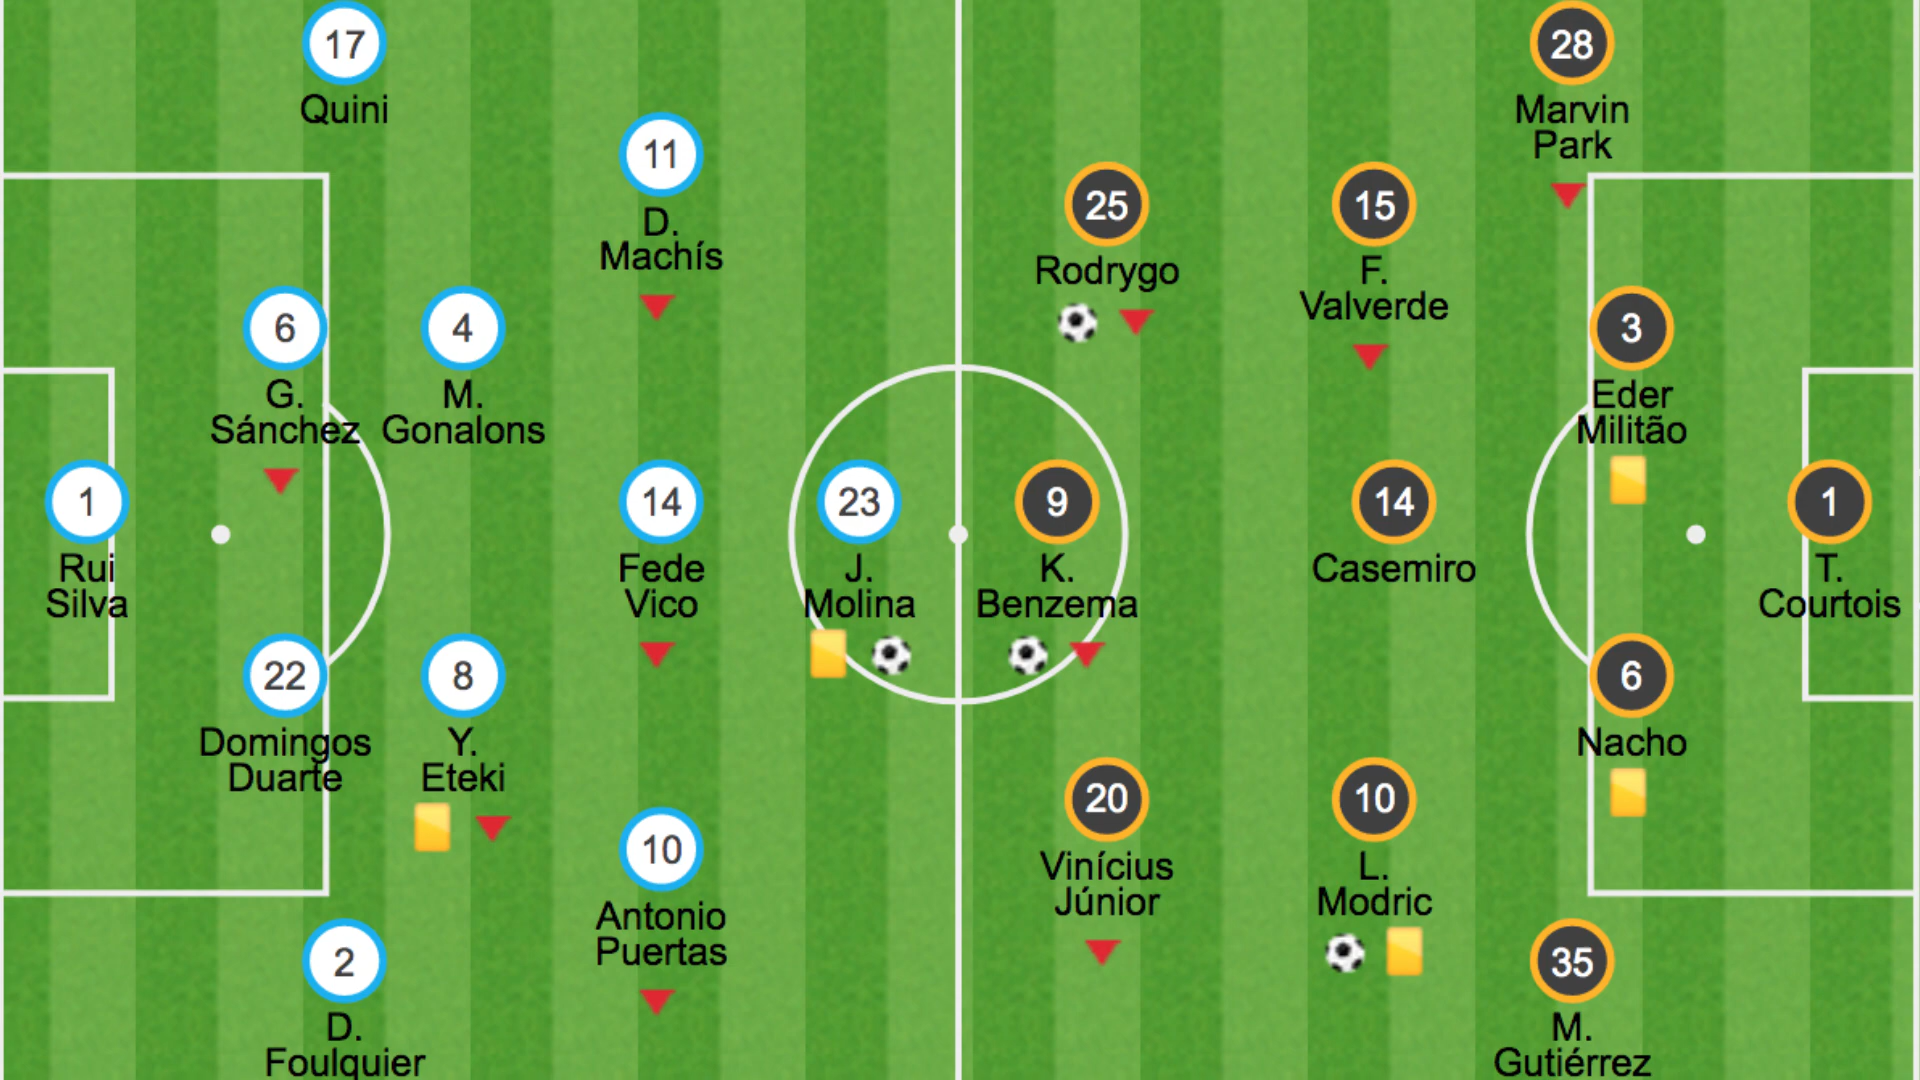 17
Quini
11
D.
Machís
6
G.
Sánchez
4
M.
Gonalons
1
Rui
Silva
14
Fede
Vico
23
J.
Molina
22
Domingos
Duarte
8
Y.
Eteki
10
Antonio
Puertas
2
D.
Foulquier
28
Marvin
Park
25
Rodrygo
15
F.
Valverde
3
Eder
Militão
9
K.
Benzema
14
Casemiro
1
T.
Courtois
6
Nacho
20
Vinícius
Júnior
10
L.
Modric
35
M.
Gutiérrez